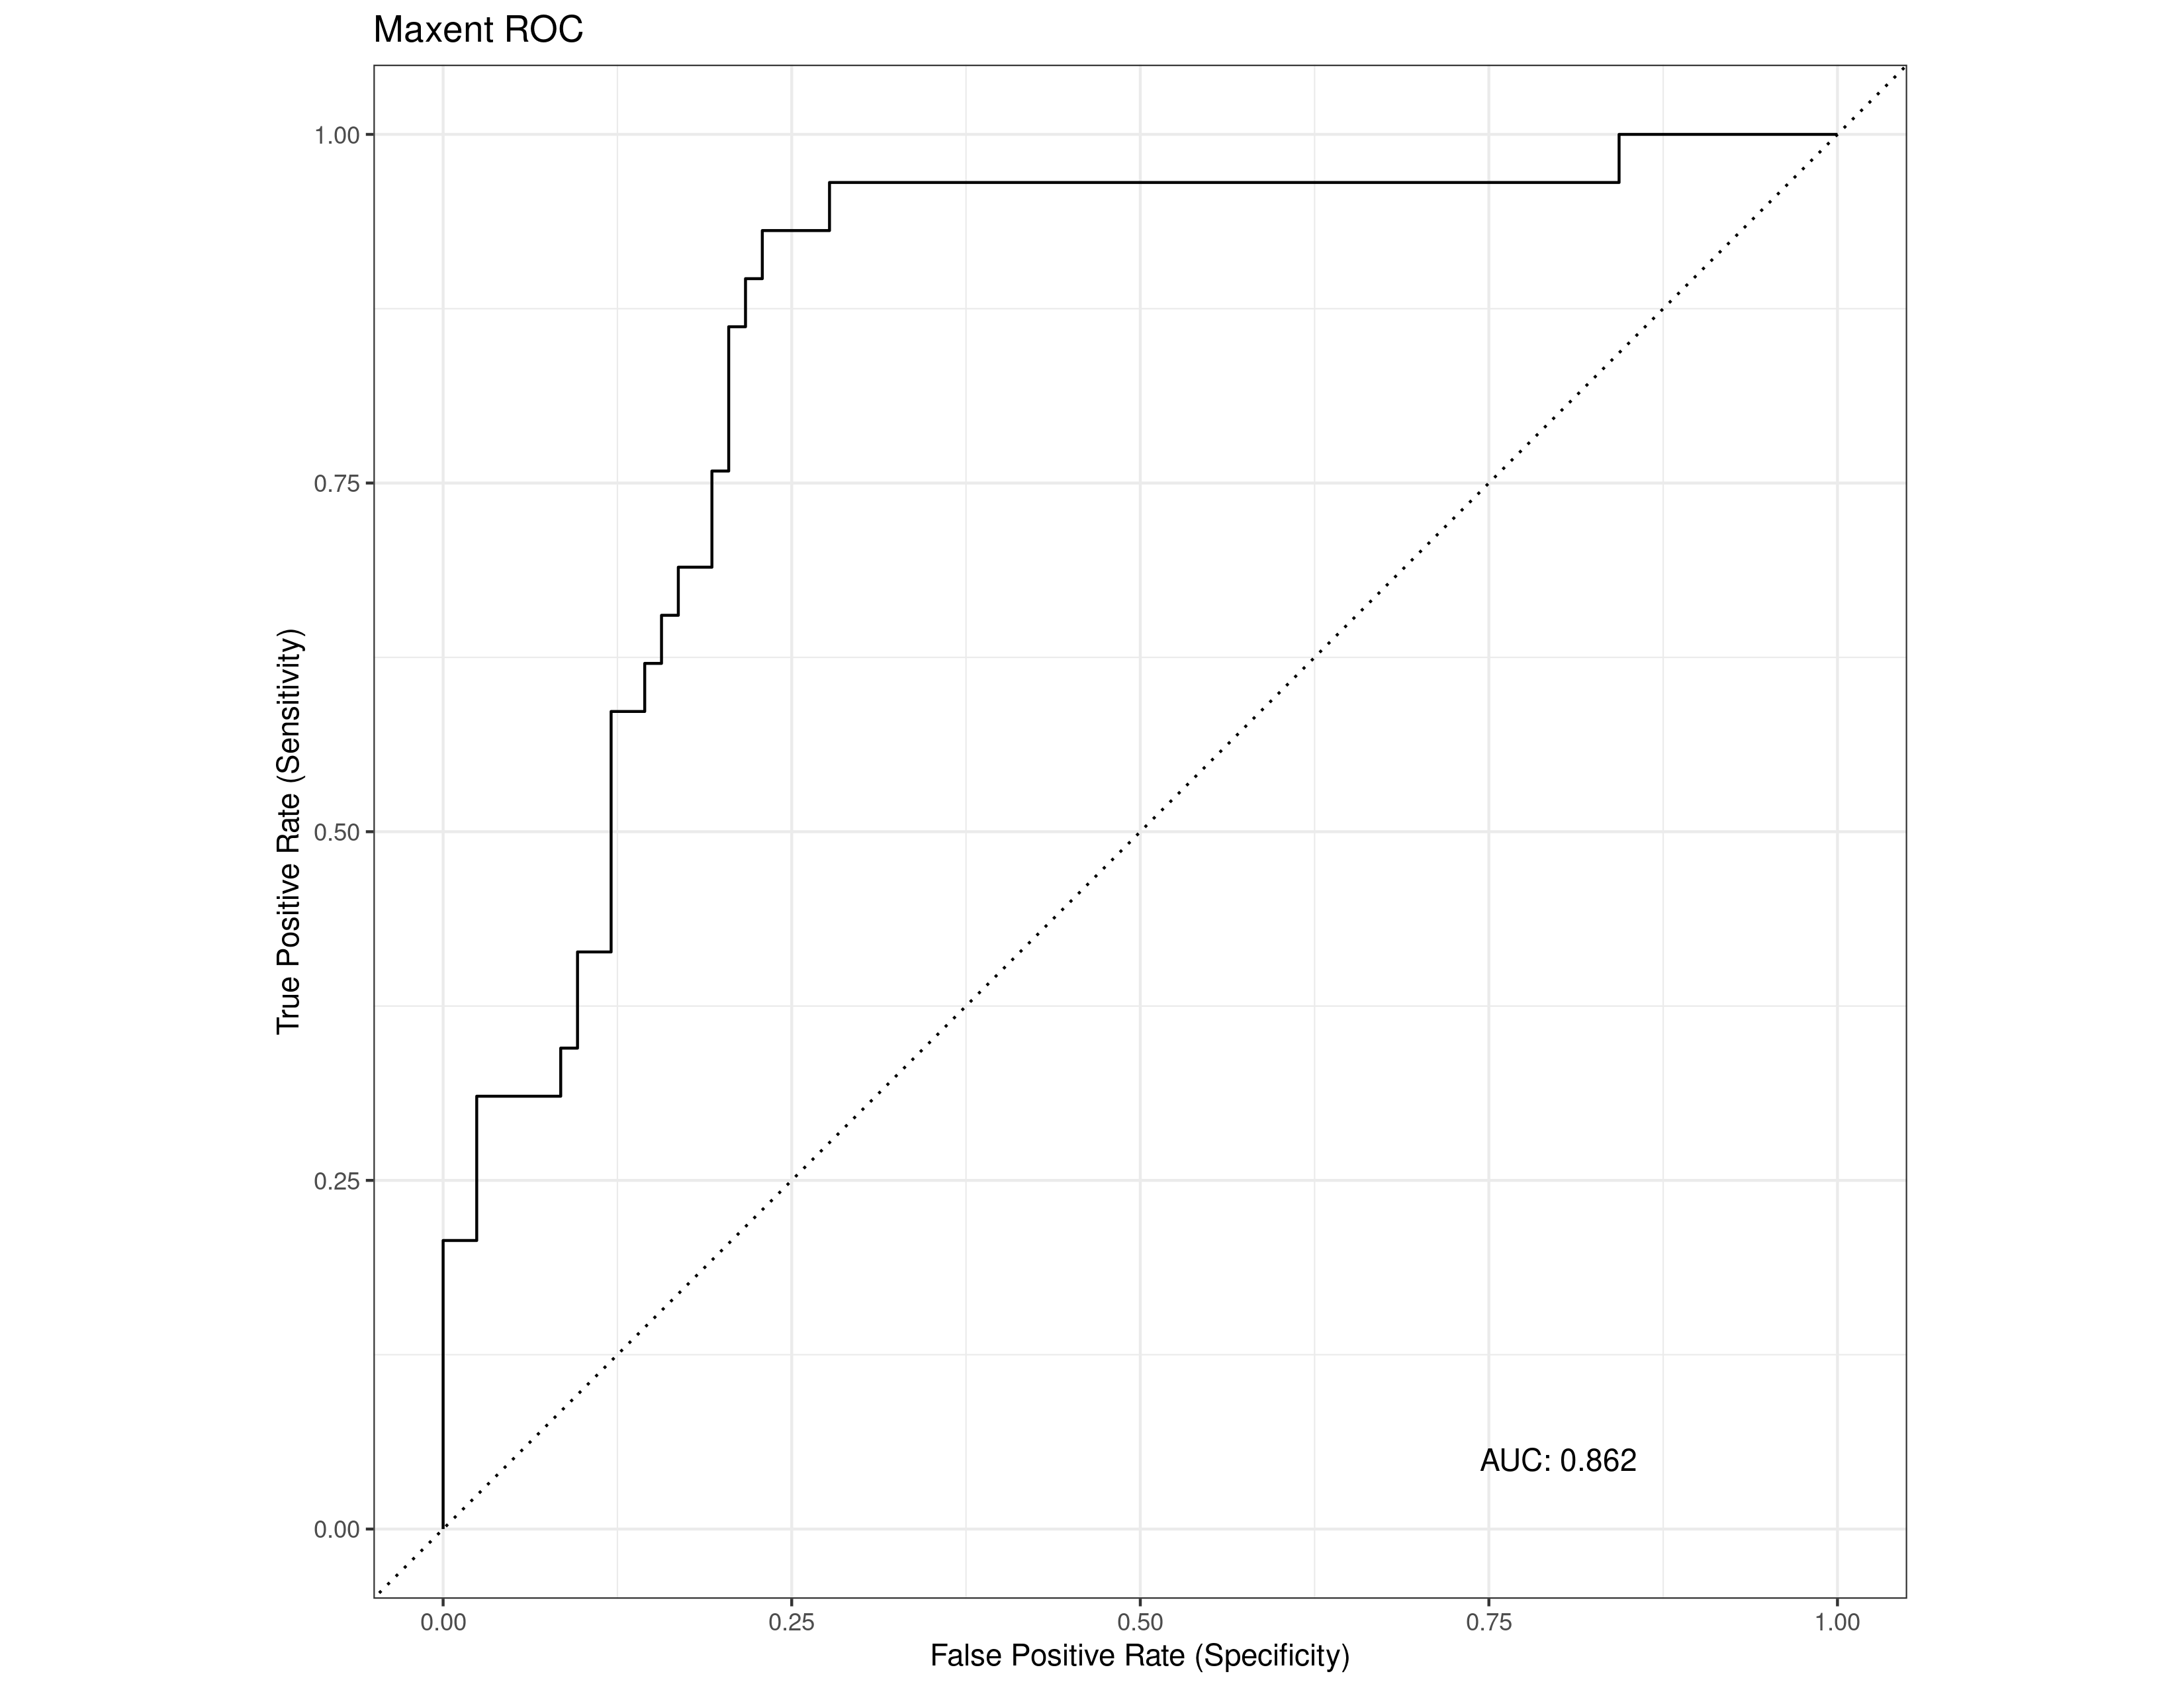 Maxent ROC
True Positive Rate (Sensitivity)
1.00
0.75
0.50
0.25
0.00
AUC: 0.862
0.00 0.25 0.50 0.75 1.00
False Positive Rate (Specificity)